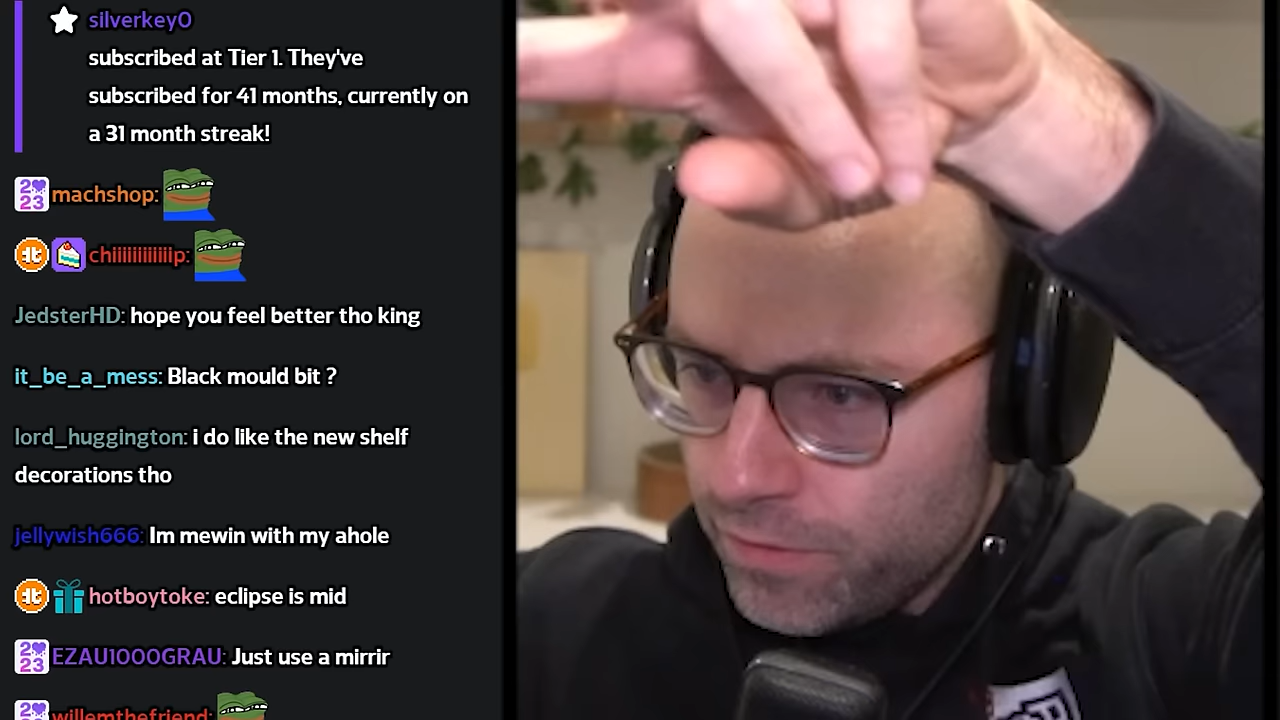 silverkey0
subscribed at Tier 1. They've
subscribed for 41 months, currently on
a 31 month streak!
machshop:
JedsterHD: hope you feel better tho king
it_be_a_mess: Black mould bit ?
lord_huggington: i do like the new shelf
decorations tho
jellywish666: Im mewin with my ahole
hotboytoke: eclipse is mid
2023 EZAU1000GRAU: Just use a mirrir
willemthefriend: